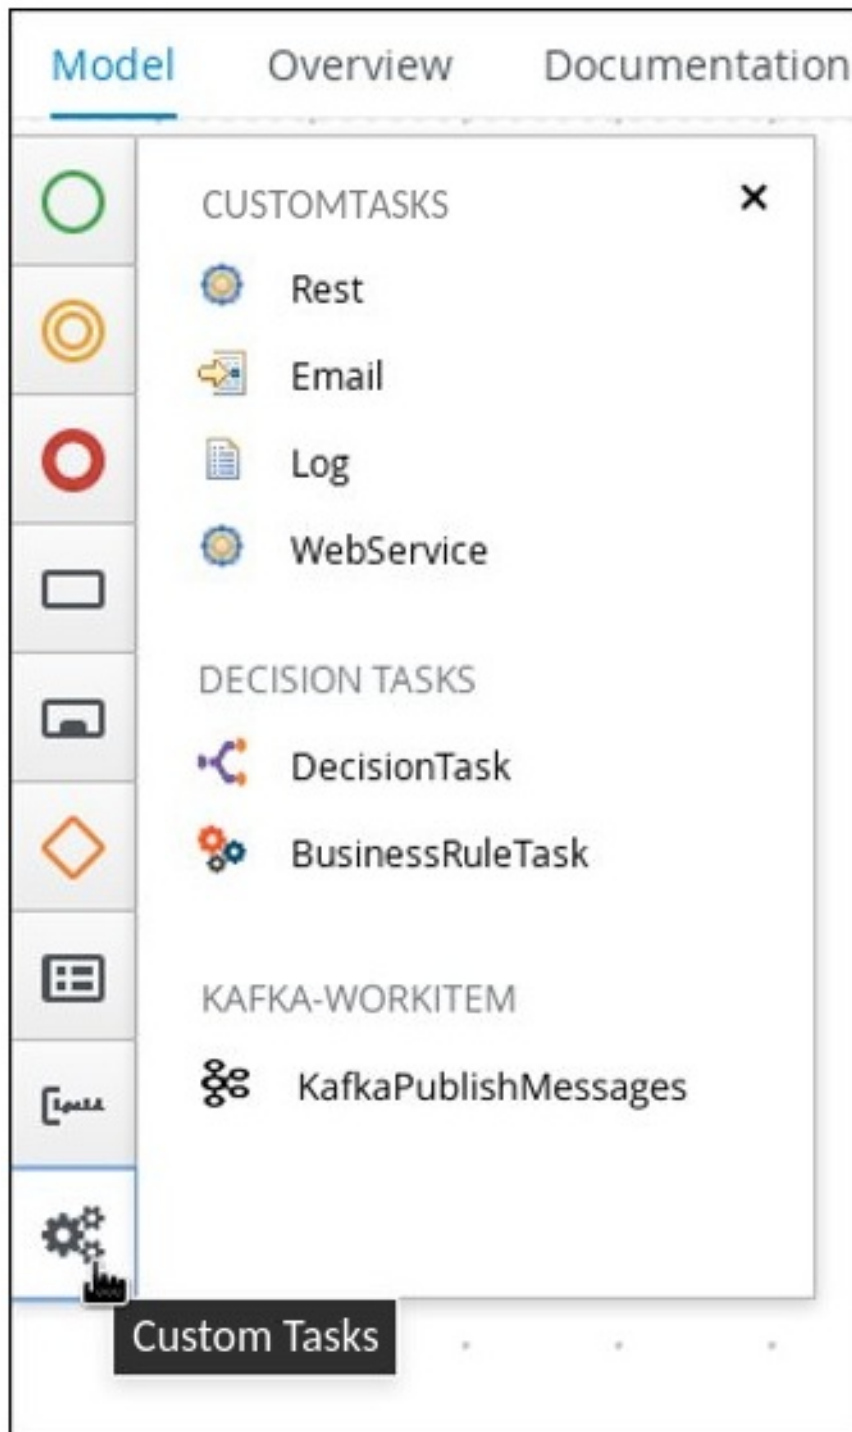 Model Overview Documentation
CUSTOMTASKS
Rest
Email
Log
WebService
DECISION TASKS
DecisionTask
BusinessRuleTask
KAFKA-WORKITEM
KafkaPublishMessages
Custom Tasks